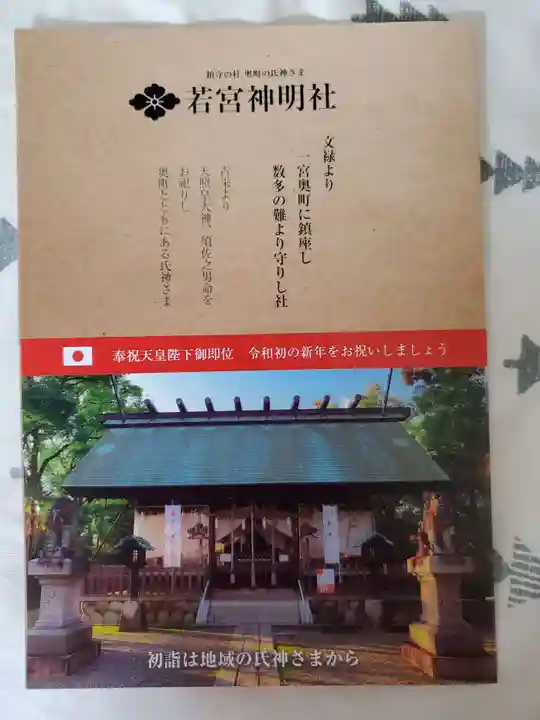 鎮守の杜 奥町の氏神さま
若宮神明社
文禄より
一宮奥町に鎮座し
数多の難より守りし社
古来より
天照皇大神、須佐之男命を
お祀りし
奥町とともにある氏神さま
奉祝天皇陛下御即位　令和初の新年をお祝いしましょう
初詣は地域の氏神さまから